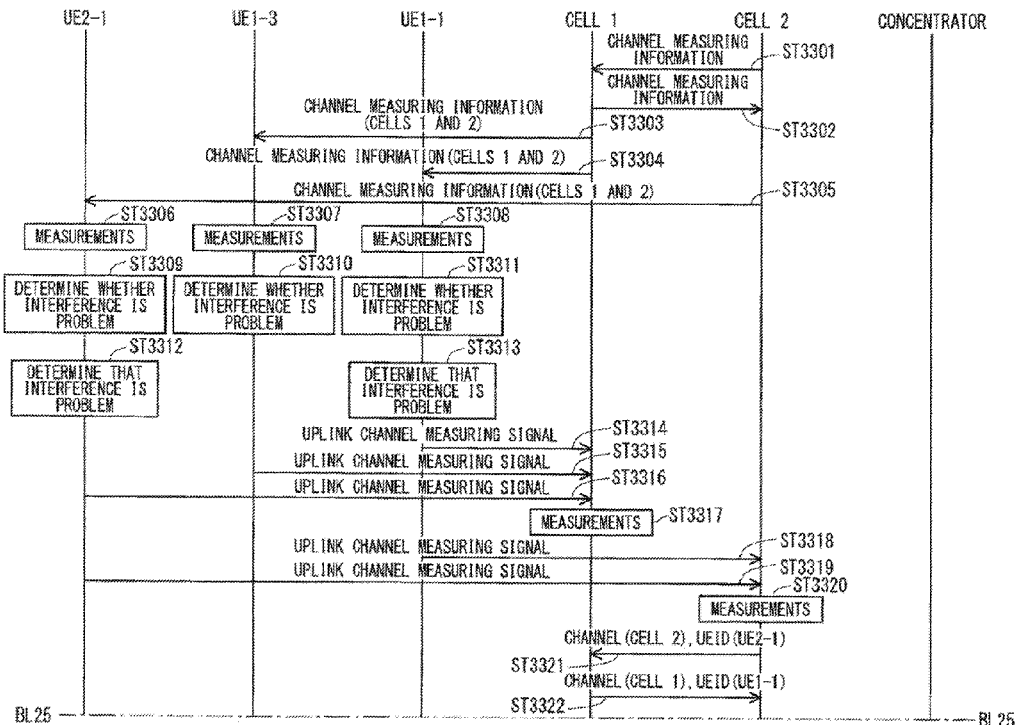 UE2-1 UE1-3 UE1-1 CELL 1 CELL 2 CONCENTRATOR
CHANNEL MEASURING
INFORMATION
ST3301
CHANNEL MEASURING
INFORMATION
ST3302
CHANNEL MEASURING INFORMATION
(CELLS 1 AND 2)
ST3303
CHANNEL MEASURING INFORMATION(CELLS 1 AND 2)
ST3304
CHANNEL MEASURING INFORMATION(CELLS 1 AND 2)
ST3305
ST3306 ST3307 ST3308
MEASUREMENTS MEASUREMENTS MEASUREMENTS
ST3309 ST3310 ST3311
DETERMINE WHETHER
INTERFERENCE IS
PROBLEM
DETERMINE WHETHER
INTERFERENCE IS
PROBLEM
DETERMINE WHETHER
INTERFERENCE IS
PROBLEM
ST3312 ST3313
DETERMINE THAT
INTERFERENCE IS
PROBLEM
DETERMINE THAT
INTERFERENCE IS
PROBLEM
UPLINK CHANNEL MEASURING SIGNAL ST3314
UPLINK CHANNEL MEASURING SIGNAL ST3315
UPLINK CHANNEL MEASURING SIGNAL ST3316
MEASUREMENTS ST3317
UPLINK CHANNEL MEASURING SIGNAL ST3318
UPLINK CHANNEL MEASURING SIGNAL ST3319
ST3320
MEASUREMENTS
CHANNEL(CELL 2),UEID(UE2-1)
ST3321
CHANNEL(CELL 1),UEID(UE1-1)
ST3322
BL25 BL25